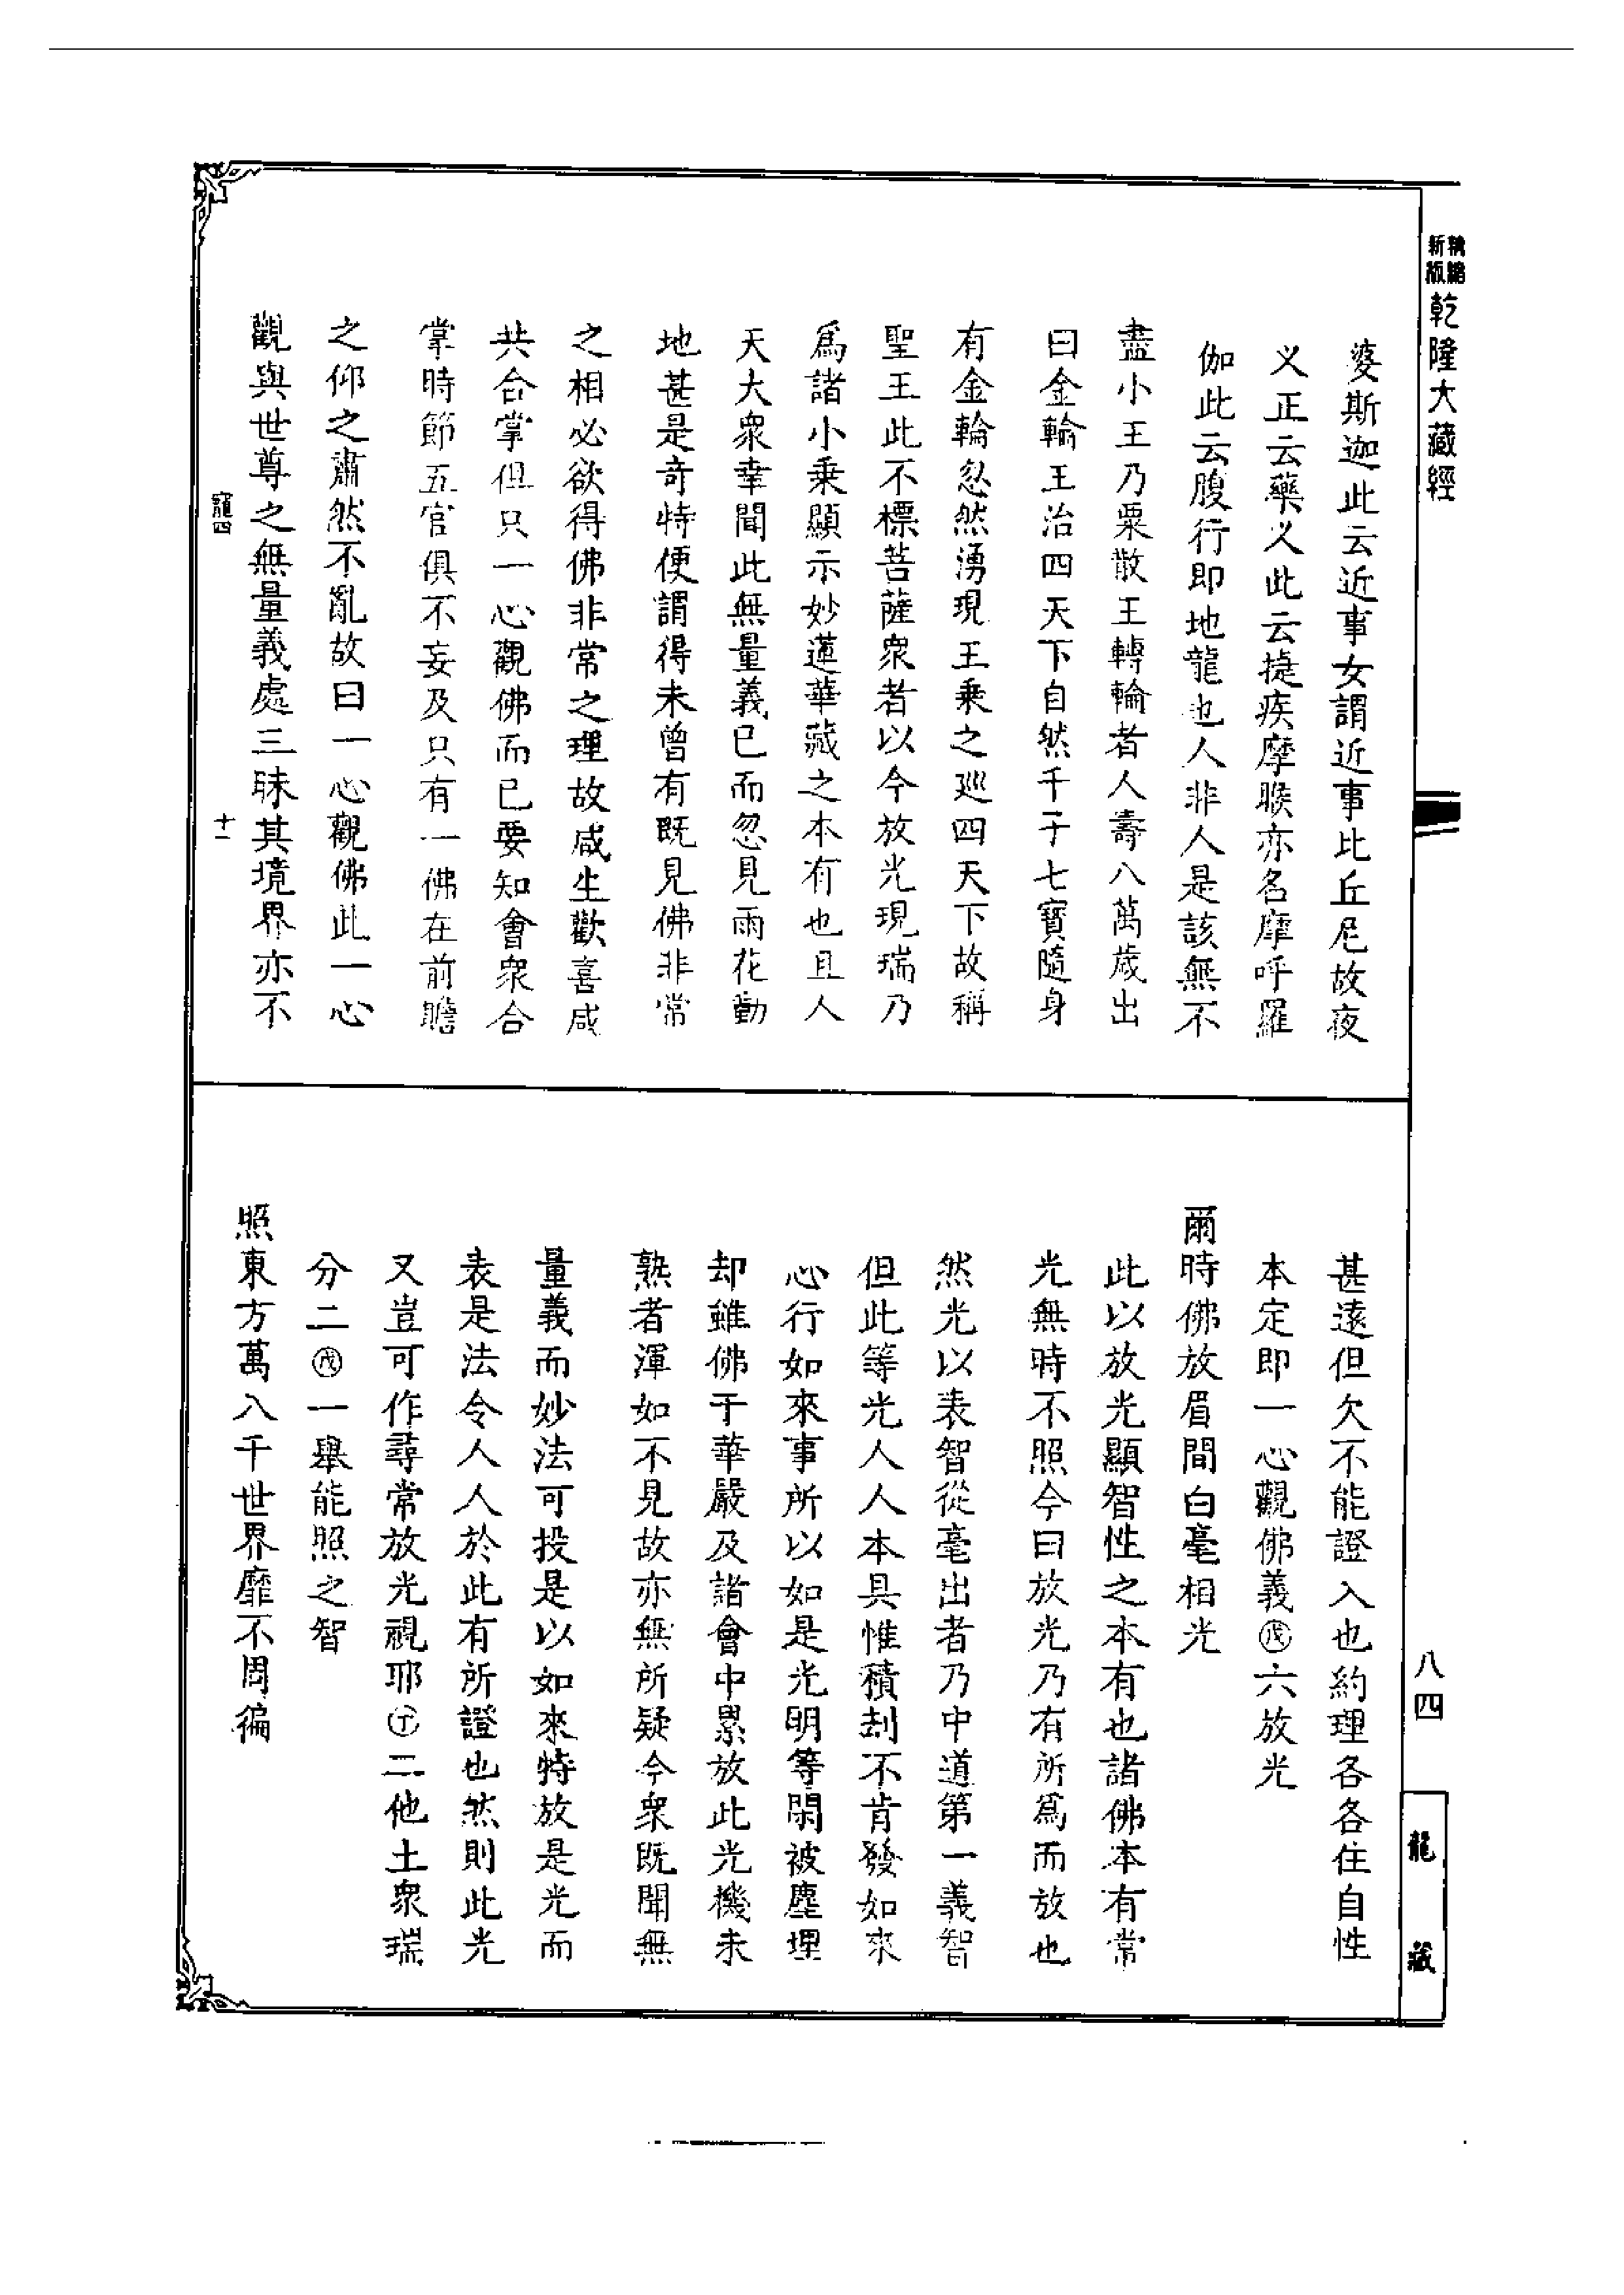 精縮
新版
乾隆大藏經
婆斯迦此云近事女謂近事比丘尼故夜
义正云藥义此云捷疾摩睺亦名摩呼羅
伽此云腹行即地龍也人非人是該無不
盡小王乃粟散王轉輪者人壽八萬歲出
曰金輪王治四天下自然千子七寶隨身
有金輪忽然湧現王乘之廵四天下故稱
聖王此不標菩薩衆者以今放光現瑞乃
爲諸小乘顯示妙蓮華藏之本有也且人
天大衆幸聞此無量義已而忽見雨花動
地甚是奇特便謂得未曾有既見佛非常
之相必欲得佛非常之理故咸生歡喜咸
共合掌但只一心觀佛而已要知會衆合
掌時節五官俱不妄及只有一佛在前瞻
之仰之肅然不亂故曰一心觀佛此一心
觀與世尊之無量義處三昧其境界亦不
寵四
十一
甚遠但欠不能證入也約理各各住自性
本定即一心觀佛義㊀戊六放光
爾時佛放眉間白毫相光
此以放光顯智性之本有也諸佛本有常
光無時不照今日放光乃有所爲而放也
然光以表智從毫出者乃中道第一義智
但此等光人人本具惟積刦不肯發如來
心行如來事所以如是光明等閑被塵埋
却雖佛于華嚴及諸會中累放此光機未
熟者渾如不見故亦無所疑今衆既聞無
量義而妙法可投是以如來特放是光而
表是法令人人於此有所證也然則此光
又豈可作尋常放光視耶丁二他土衆瑞
分二戊一舉能照之智
照東方萬八千世界靡不周徧
八四
龍藏